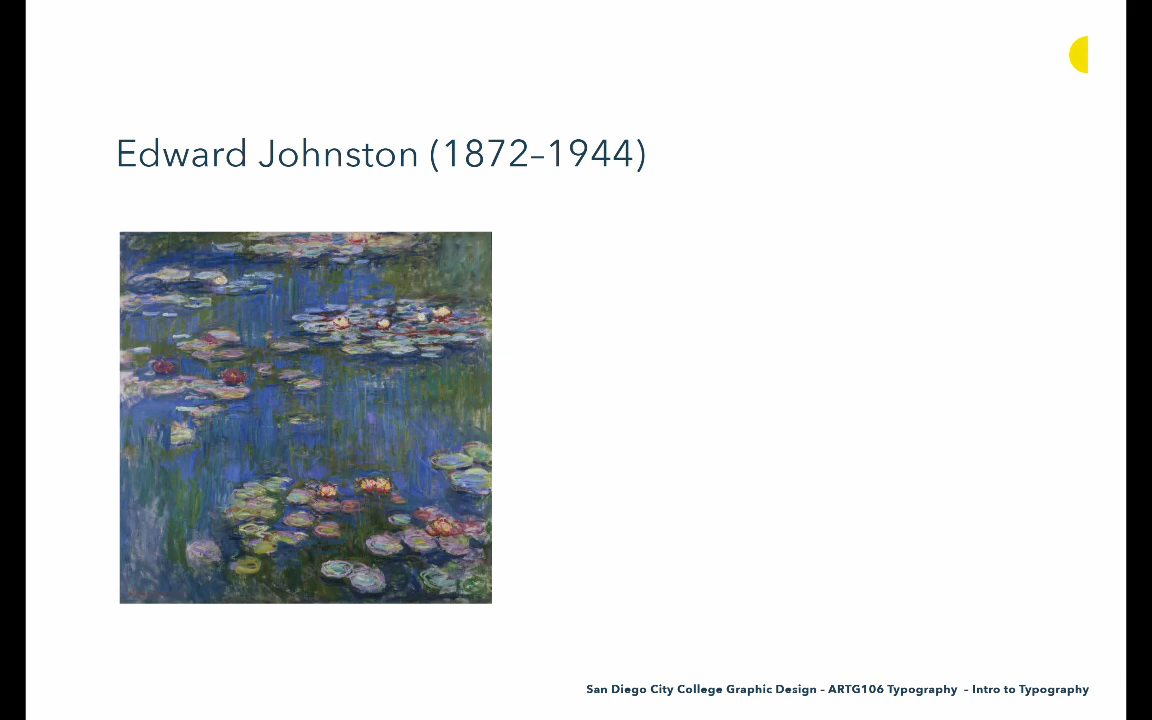 Edward Johnston (1872–1944)
San Diego City College Graphic Design – ARTG106 Typography – Intro to Typography